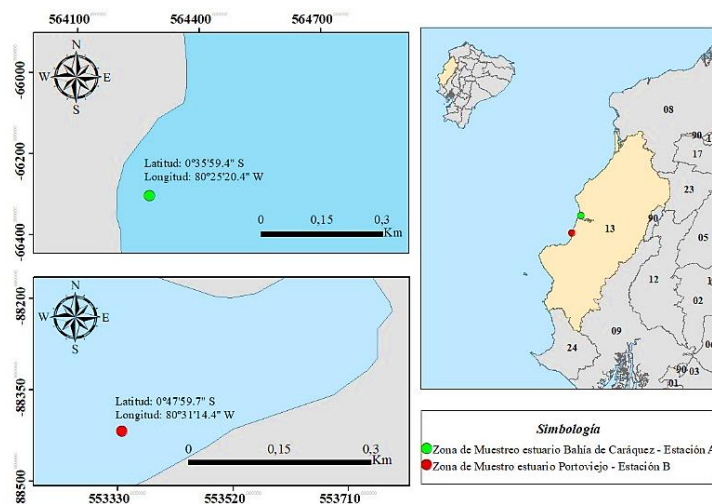 564100 564400 564700
-66000
-66200
-66400
N
W E
S
Latitud: 0°35'59.4" S
Longitud: 80°25'20.4" W
0 0,15 0,3
Km
-88200
-88350
-88500
N
W E
S
Latitud: 0°47'59.7" S
Longitud: 80°31'14.4" W
0 0,15 0,3
Km
553330 553520 553710
08
90
17
23
13
90
05
12
02
09
24
90
03
01
Simbología
Zona de Muestreo estuario Bahía de Caráquez - Estación A
Zona de Muestro estuario Portoviejo - Estación B